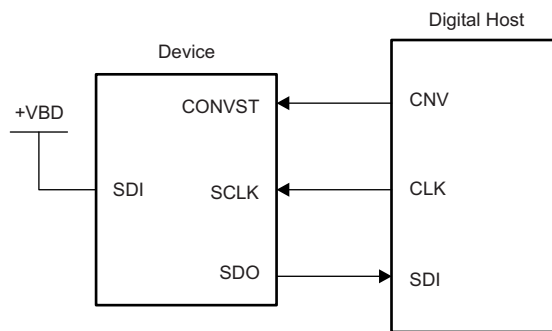 Digital Host
Device
+VBD
CONVST
CNV
SDI
SCLK
CLK
SDO
SDI